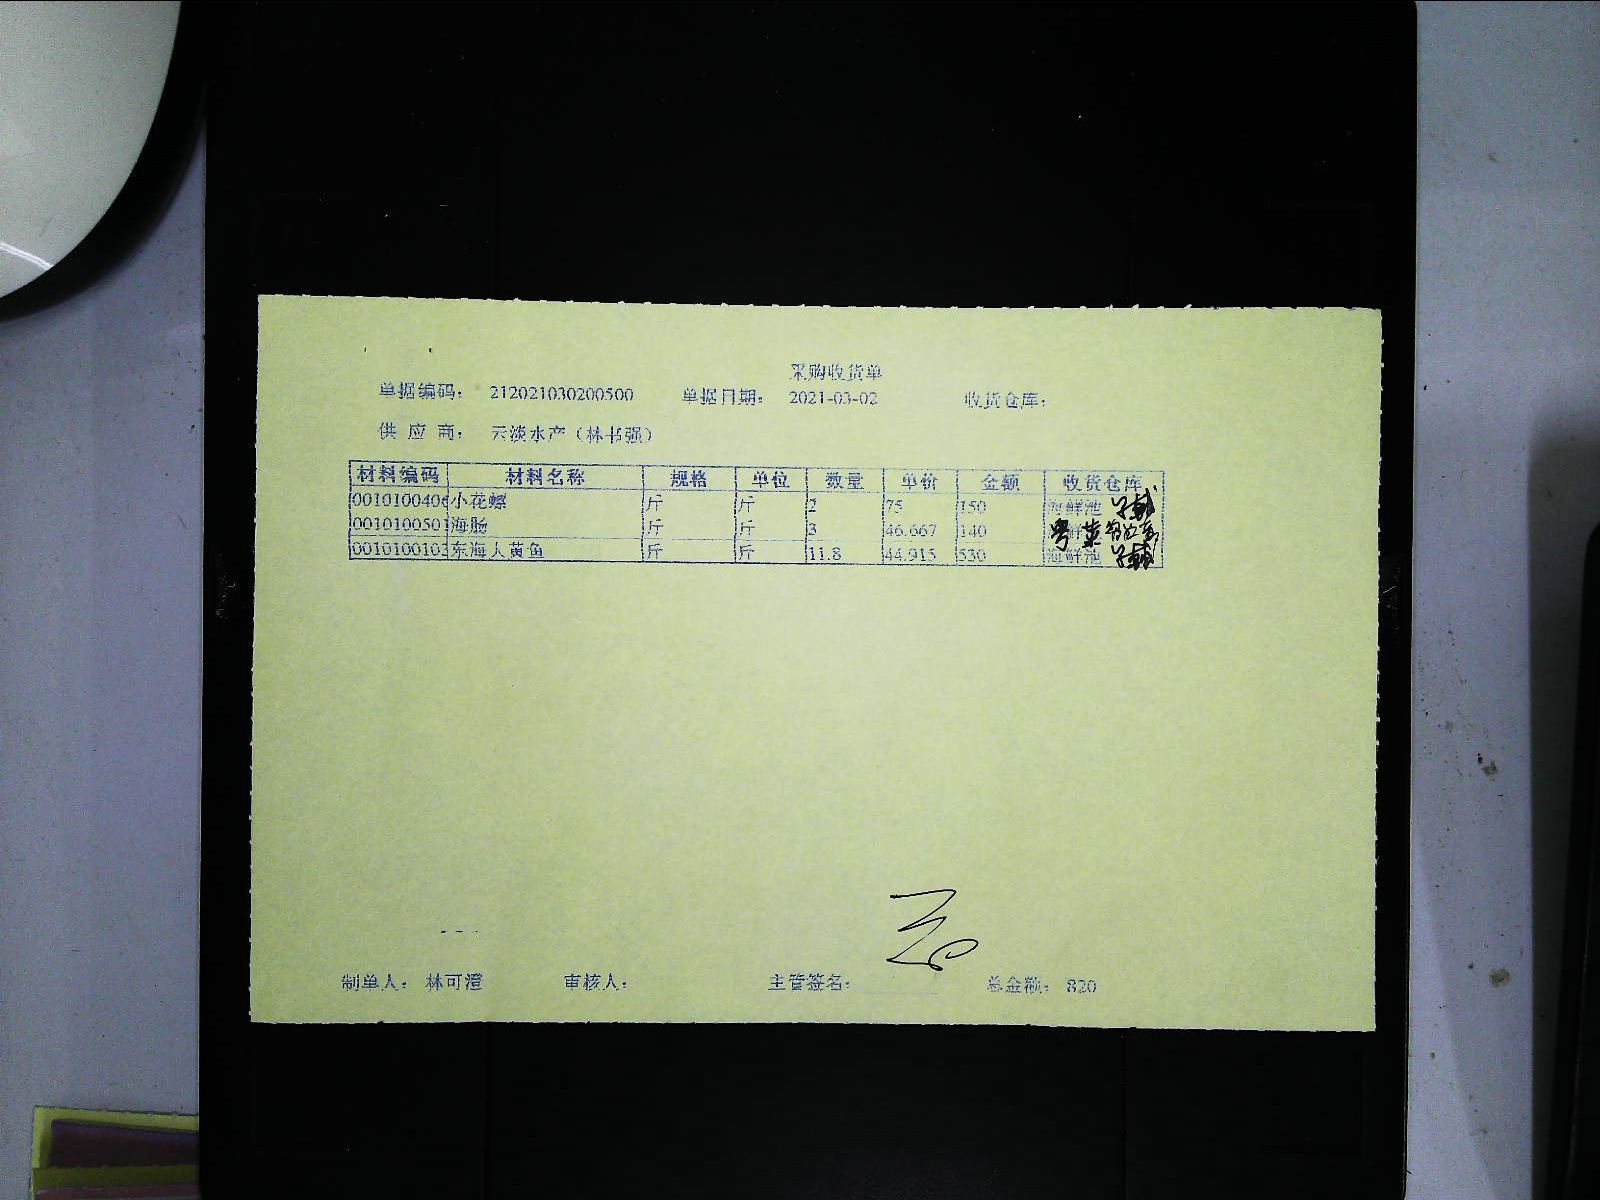 采购收货单
单据编码： 212021030200500 单据日期： 2021-03-02 收货仓库：
供 应 商： 云淡水产（林书强）
材料编码 材料名称 规格 单位 数量 单价 金额 收货仓库
0010100406 小花螺 斤 斤 2 75 150 海鲜池
0010100501 海肠 斤 斤 3 46.667 140 粤菜
0010100103 东海大黄鱼 斤 斤 11.8 44.915 530 海鲜池
制单人： 林可澄 审核人： 主管签名： 总金额： 820